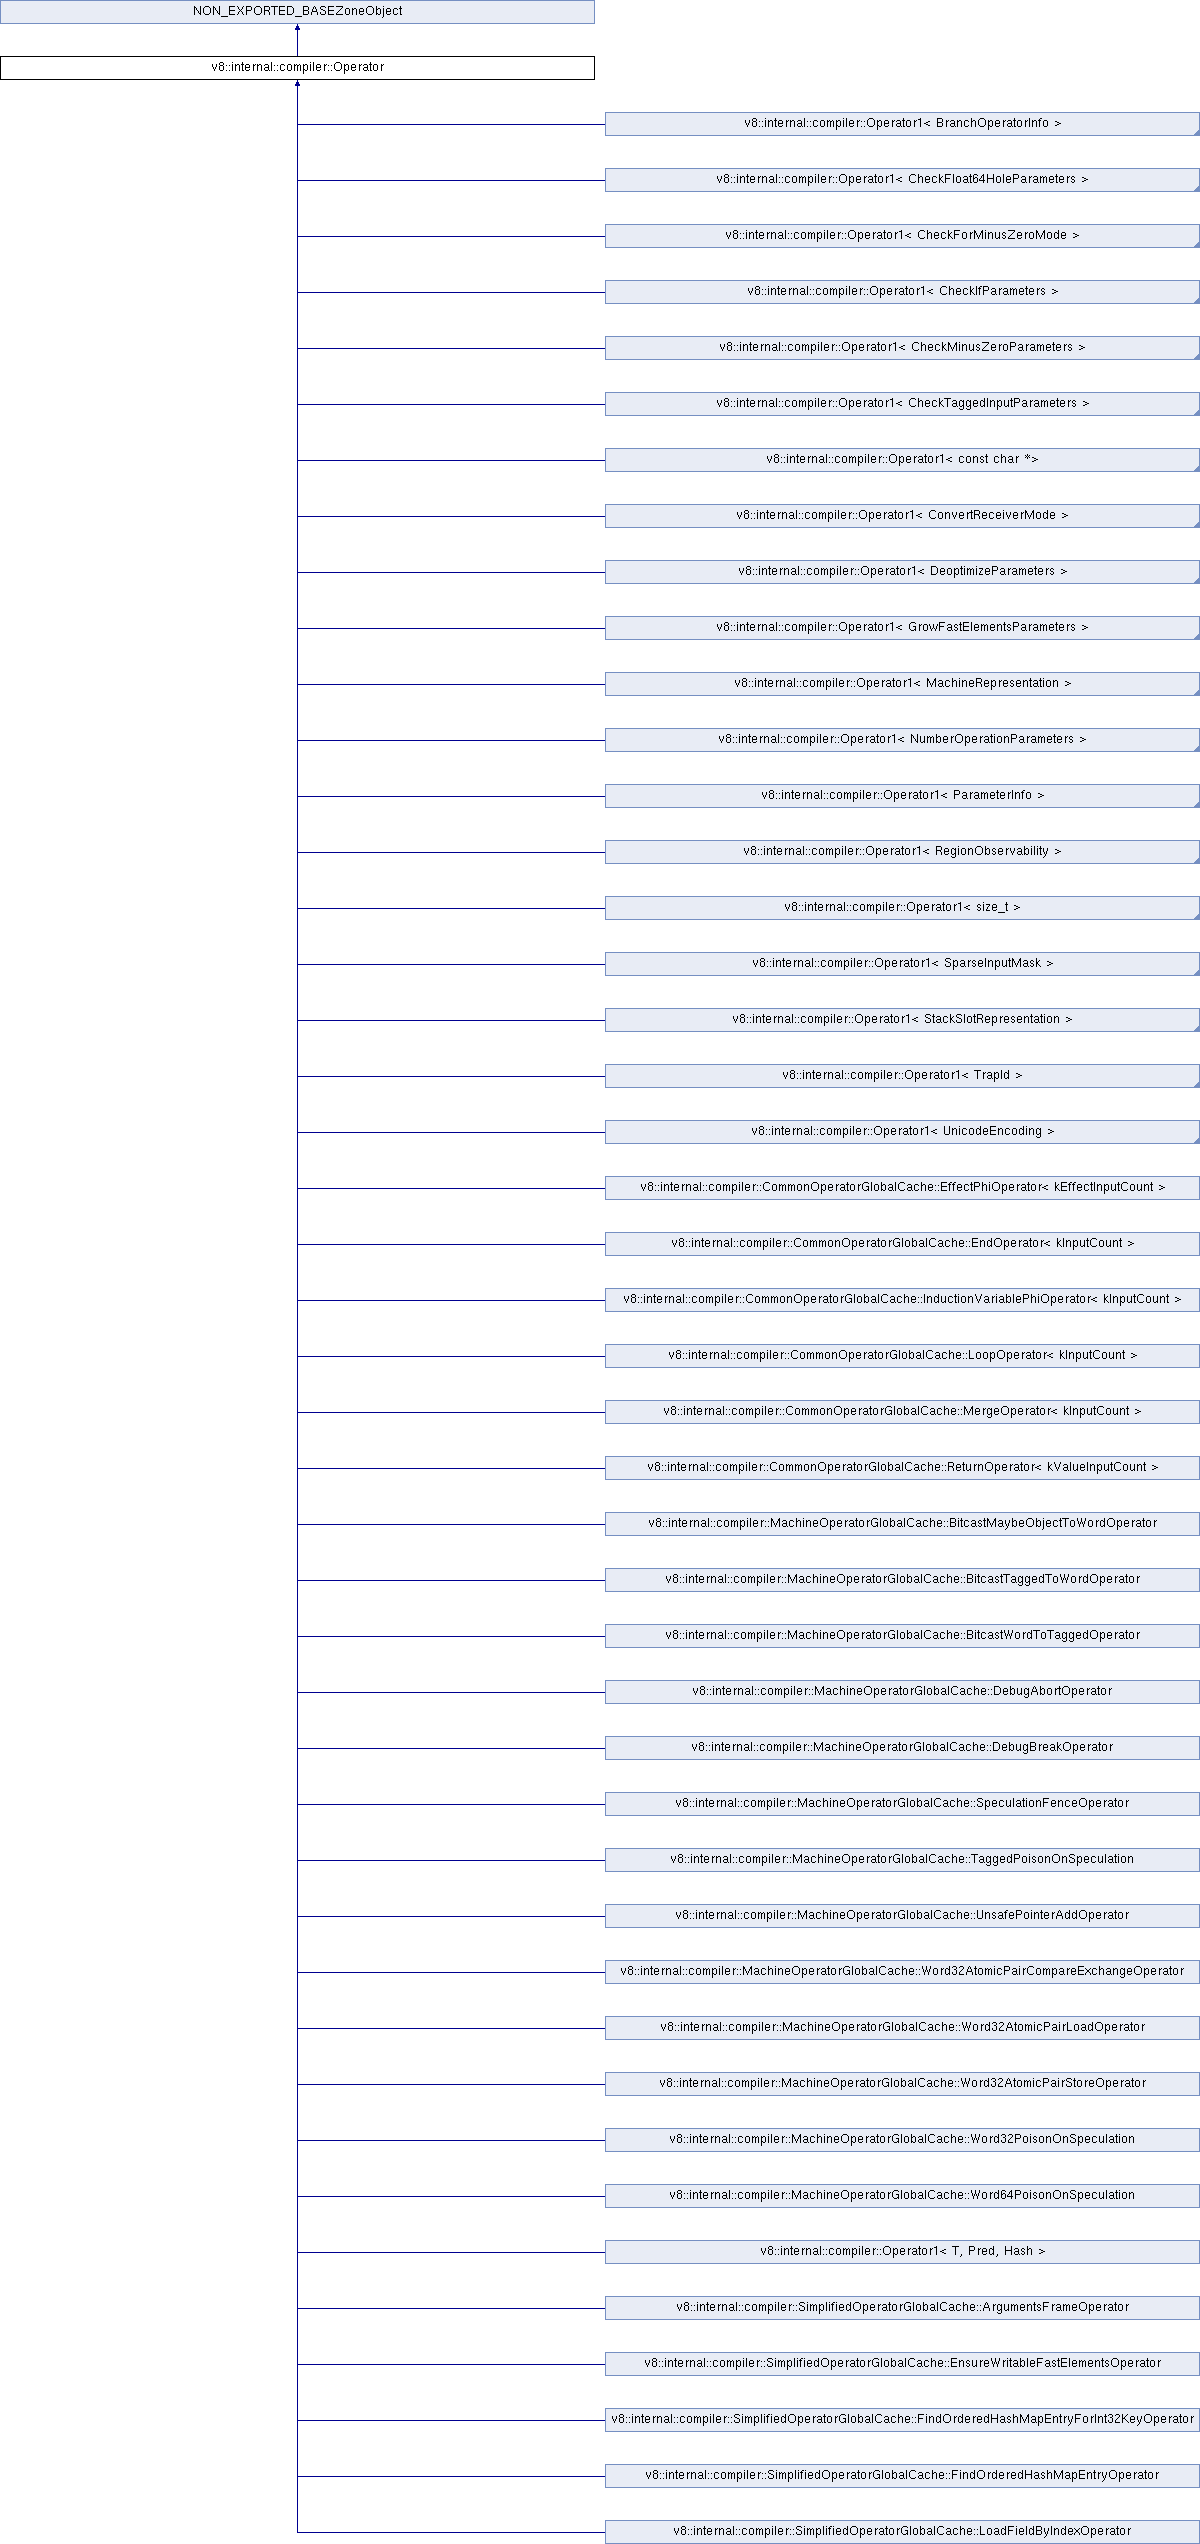 NON_EXPORTED_BASEZoneObject
v8::internal::compiler::Operator
v8::internal::compiler::Operator1< BranchOperatorInfo >
v8::internal::compiler::Operator1< CheckFloat64HoleParameters >
v8::internal::compiler::Operator1< CheckForMinusZeroMode >
v8::internal::compiler::Operator1< CheckIfParameters >
v8::internal::compiler::Operator1< CheckMinusZeroParameters >
v8::internal::compiler::Operator1< CheckTaggedInputParameters >
v8::internal::compiler::Operator1< const char *>
v8::internal::compiler::Operator1< ConvertReceiverMode >
v8::internal::compiler::Operator1< DeoptimizeParameters >
v8::internal::compiler::Operator1< GrowFastElementsParameters >
v8::internal::compiler::Operator1< MachineRepresentation >
v8::internal::compiler::Operator1< NumberOperationParameters >
v8::internal::compiler::Operator1< ParameterInfo >
v8::internal::compiler::Operator1< RegionObservability >
v8::internal::compiler::Operator1< size_t >
v8::internal::compiler::Operator1< SparseInputMask >
v8::internal::compiler::Operator1< StackSlotRepresentation >
v8::internal::compiler::Operator1< TrapId >
v8::internal::compiler::Operator1< UnicodeEncoding >
v8::internal::compiler::CommonOperatorGlobalCache::EffectPhiOperator< kEffectInputCount >
v8::internal::compiler::CommonOperatorGlobalCache::EndOperator< kInputCount >
v8::internal::compiler::CommonOperatorGlobalCache::InductionVariablePhiOperator< kInputCount >
v8::internal::compiler::CommonOperatorGlobalCache::LoopOperator< kInputCount >
v8::internal::compiler::CommonOperatorGlobalCache::MergeOperator< kInputCount >
v8::internal::compiler::CommonOperatorGlobalCache::ReturnOperator< kValueInputCount >
v8::internal::compiler::MachineOperatorGlobalCache::BitcastMaybeObjectToWordOperator
v8::internal::compiler::MachineOperatorGlobalCache::BitcastTaggedToWordOperator
v8::internal::compiler::MachineOperatorGlobalCache::BitcastWordToTaggedOperator
v8::internal::compiler::MachineOperatorGlobalCache::DebugAbortOperator
v8::internal::compiler::MachineOperatorGlobalCache::DebugBreakOperator
v8::internal::compiler::MachineOperatorGlobalCache::SpeculationFenceOperator
v8::internal::compiler::MachineOperatorGlobalCache::TaggedPoisonOnSpeculation
v8::internal::compiler::MachineOperatorGlobalCache::UnsafePointerAddOperator
v8::internal::compiler::MachineOperatorGlobalCache::Word32AtomicPairCompareExchangeOperator
v8::internal::compiler::MachineOperatorGlobalCache::Word32AtomicPairLoadOperator
v8::internal::compiler::MachineOperatorGlobalCache::Word32AtomicPairStoreOperator
v8::internal::compiler::MachineOperatorGlobalCache::Word32PoisonOnSpeculation
v8::internal::compiler::MachineOperatorGlobalCache::Word64PoisonOnSpeculation
v8::internal::compiler::Operator1< T, Pred, Hash >
v8::internal::compiler::SimplifiedOperatorGlobalCache::ArgumentsFrameOperator
v8::internal::compiler::SimplifiedOperatorGlobalCache::EnsureWritableFastElementsOperator
v8::internal::compiler::SimplifiedOperatorGlobalCache::FindOrderedHashMapEntryForInt32KeyOperator
v8::internal::compiler::SimplifiedOperatorGlobalCache::FindOrderedHashMapEntryOperator
v8::internal::compiler::SimplifiedOperatorGlobalCache::LoadFieldByIndexOperator